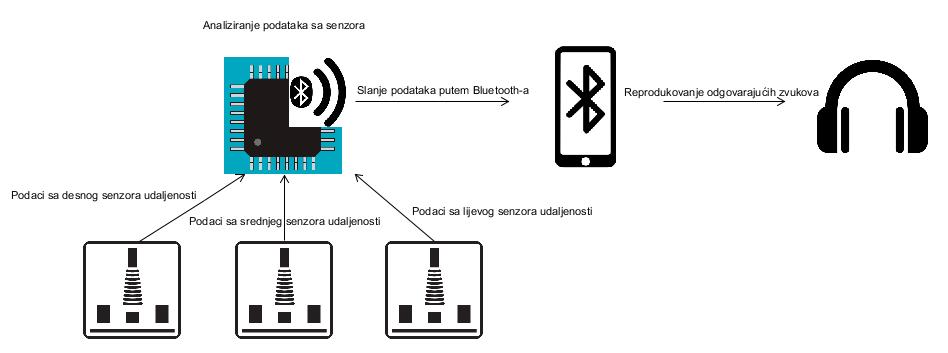 Analiziranje podataka sa senzora
Slanje podataka putem Bluetooth-a
Reprodukovanje odgovarajućih zvukova
Podaci sa desnog senzora udaljenosti
Podaci sa srednjeg senzora udaljenosti
Podaci sa lijevog senzora udaljenosti